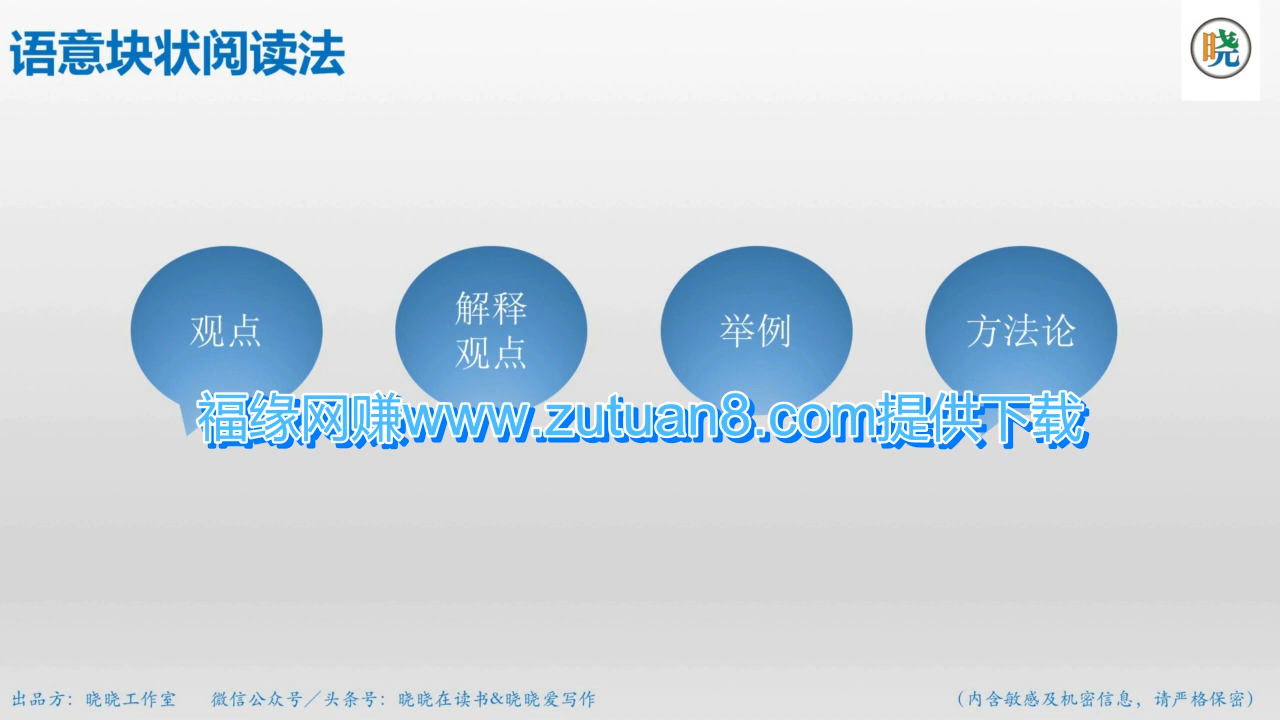 语意块状阅读法
晓
观点
解释
观点
举例
方法论
福缘网赚www.zutuan8.com提供下载
出品方：晓晓工作室 微信公众号／头条号：晓晓在读书&晓晓爱写作
（内含敏感及机密信息，请严格保密）